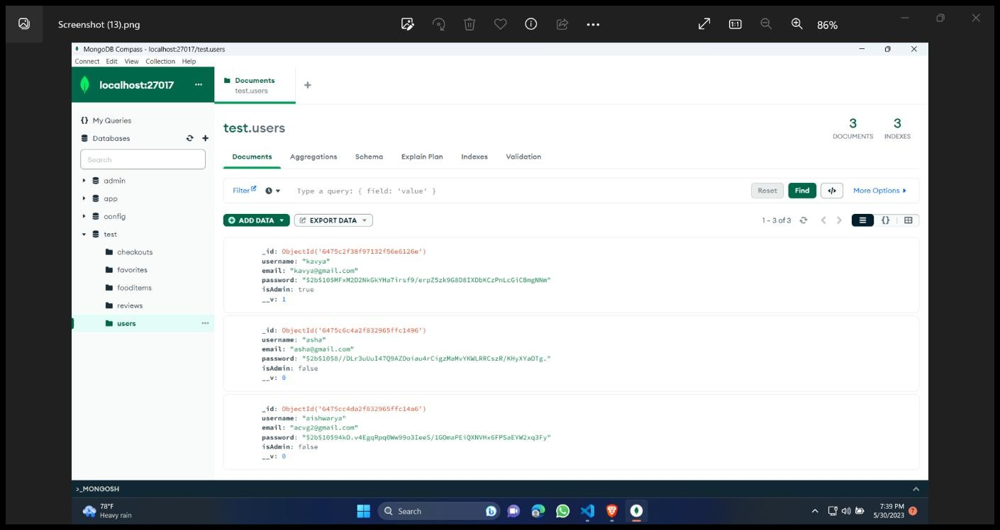 Screenshot (13).png
86%
MongoDB Compass - localhost:27017/test.users
Connect Edit View Collection Help
localhost:27017 ...
Documents
test.users
+
{} My Queries
Databases
Search
admin
app
config
test
checkouts
favorites
fooditems
reviews
users ...
test.users
3
DOCUMENTS
3
INDEXES
Documents Aggregations Schema Explain Plan Indexes Validation
Filter Type a query: { field: 'value' } Reset Find </> More Options
ADD DATA EXPORT DATA 1 - 3 of 3 {}
_id: ObjectId('6475c2f38f97132f56e6126e')
username: "kavya"
email: "kavya@gmail.com"
password: "$2b$10$MFxM2D2NkGkYHa7irsf9/erpZ5zk9G8D8IXDbKCzPnLcGiCBmgNNm"
isAdmin: true
__v: 1
_id: ObjectId('6475c6c4a2f832965ffc1496')
username: "asha"
email: "asha@gmail.com"
password: "$2b$10$8//DLr3uUuI47Q9AZDoiau4rCigzMaMvYKWLRRCszR/KHyXYaOTg."
isAdmin: false
__v: 0
_id: ObjectId('6475cc4da2f832965ffc14a6')
username: "aishwarya"
email: "acvg2@gmail.com"
password: "$2b$10$94kO.v4EgqRpq0Ww99o3IeeS/1GOmaPEiQXNVHx6FPSaEYW2xq3Fy"
isAdmin: false
__v: 0
>_MONGOSH
78°F
Heavy rain
Search
7:39 PM
5/30/2023
7